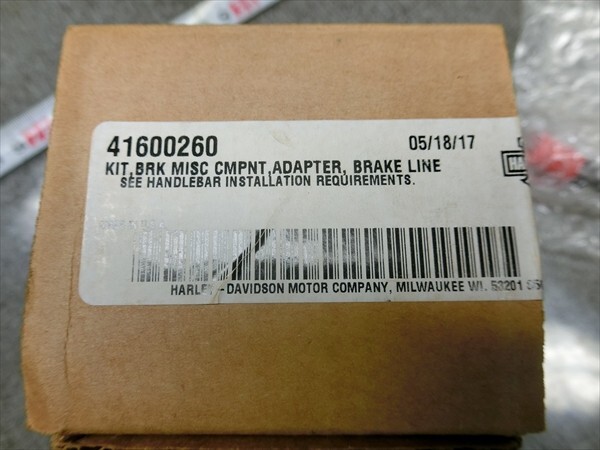 41600260 05/18/17
KIT,BRK MISC CMPNT,ADAPTER, BRAKE LINE
SEE HANDLEBAR INSTALLATION REQUIREMENTS.
HARLEY-DAVIDSON MOTOR COMPANY, MILWAUKEE WI. 53201